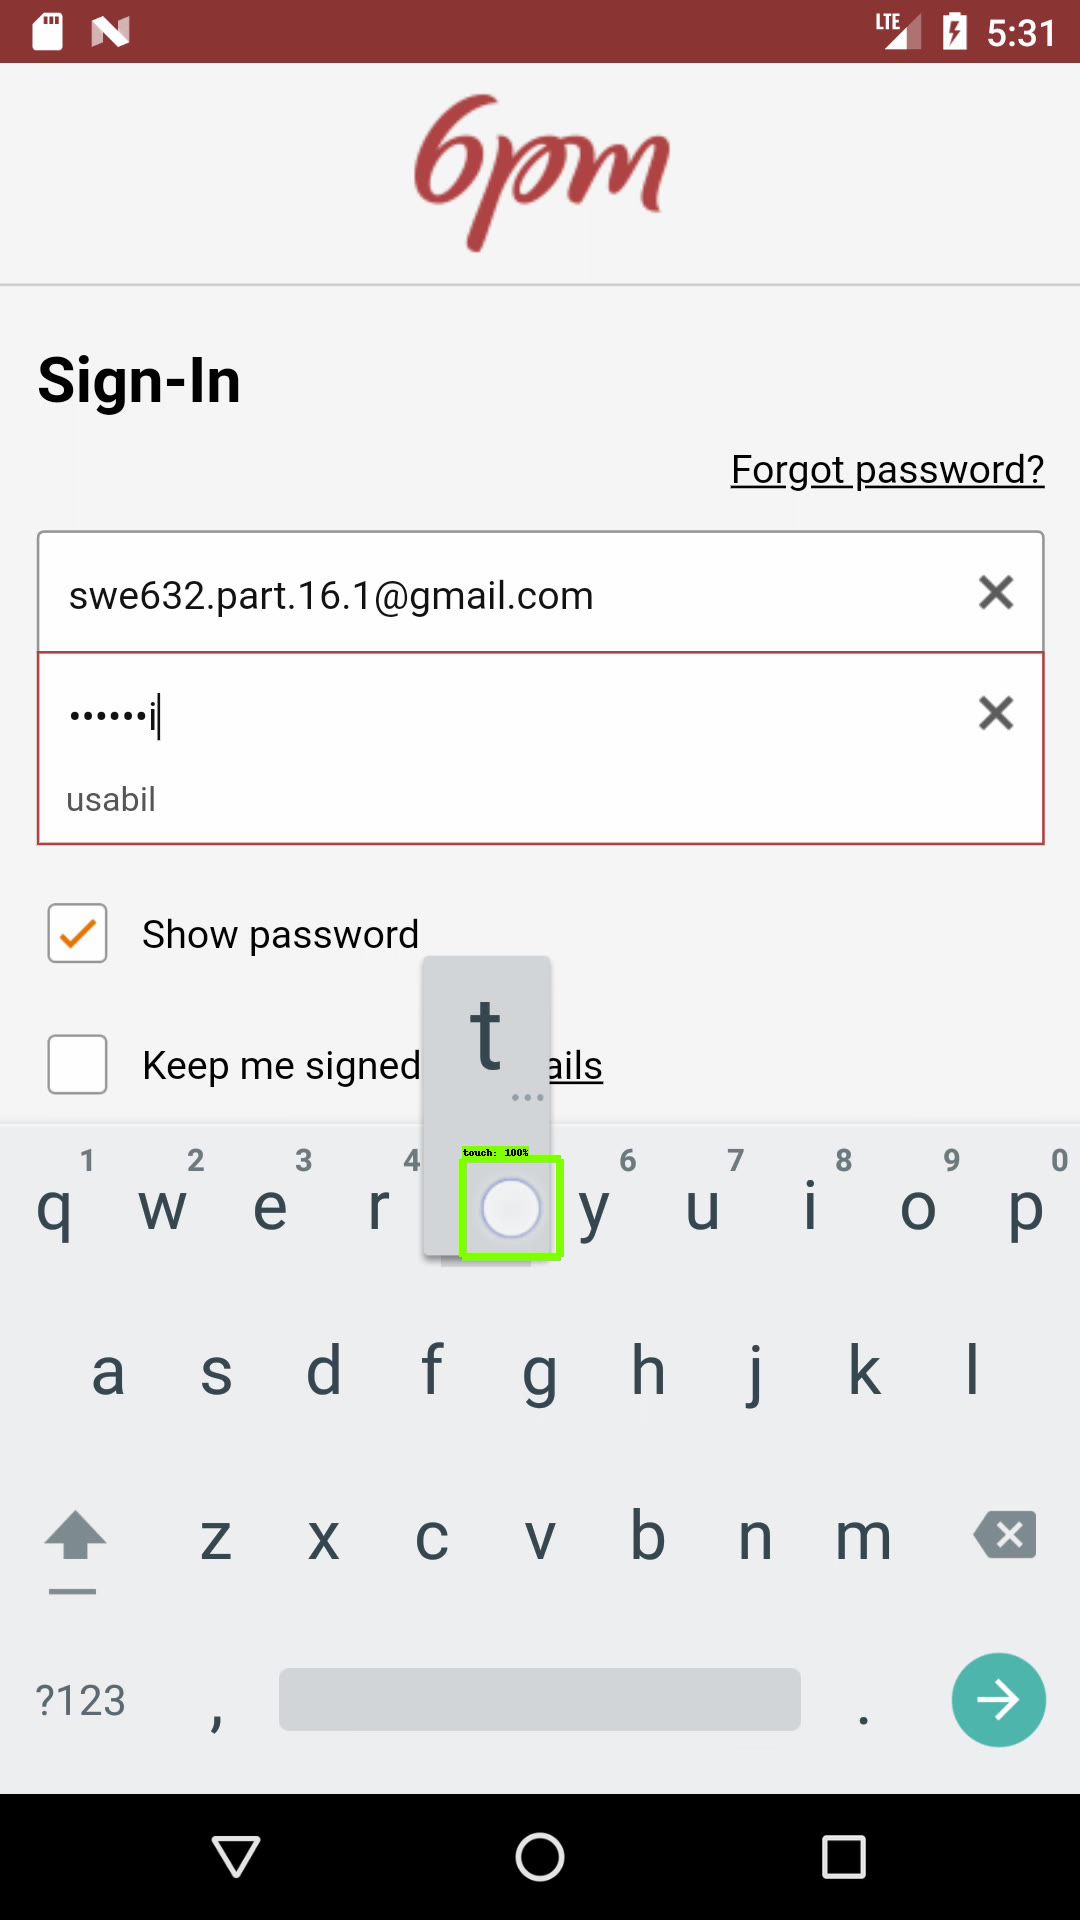 LTE 5:31
6pm
Sign-In
Forgot password?
swe632.part.16.1@gmail.com
••••••i
usabil
Show password
t
Keep me signed ails
touch: 100%
1 2 3 4 6 7 8 9 0
q w e r y u i o p
a s d f g h j k l
z x c v b n m
?123 , .